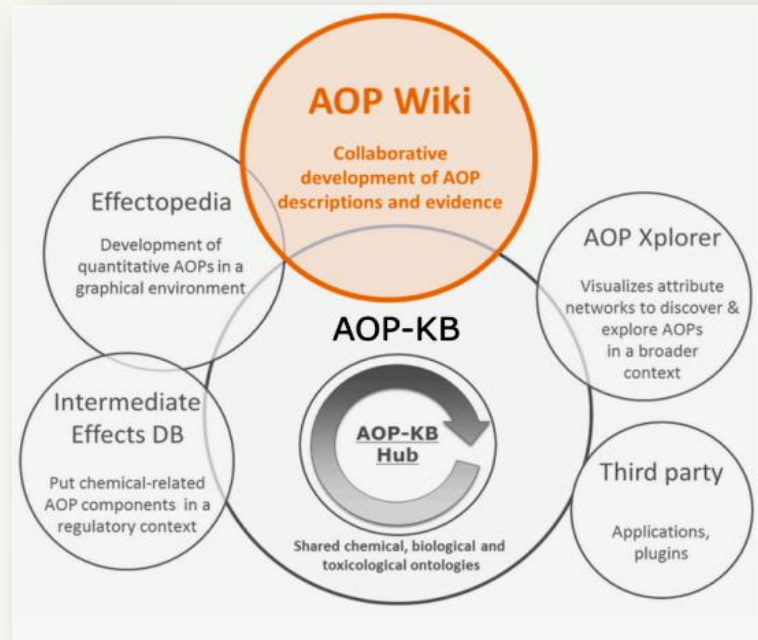 AOP Wiki
Collaborative
development of AOP
descriptions and evidence
Effectopedia
Development of
quantitative AOPs in a
graphical environment
AOP Xplorer
Visualizes attribute
networks to discover &
explore AOPs
in a broader
context
AOP-KB
Intermediate
Effects DB
Put chemical-related
AOP components in a
regulatory context
AOP-KB
Hub
Shared chemical, biological and
toxicological ontologies
Third party
Applications,
plugins